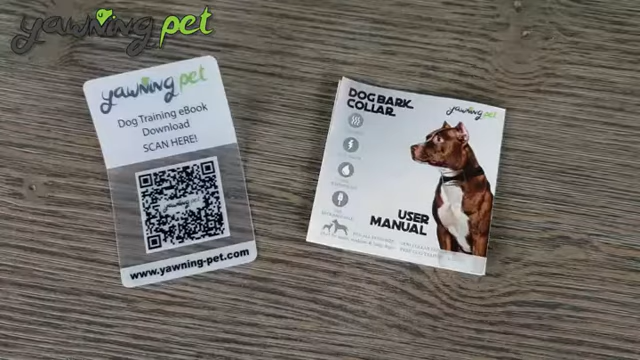 yawning pet
yawning pet
Dog Training eBook
Download
SCAN HERE!
yawning pet
www.yawning-pet.com
DOG BARK
COLLAR
yawning pet
USER
MANUAL